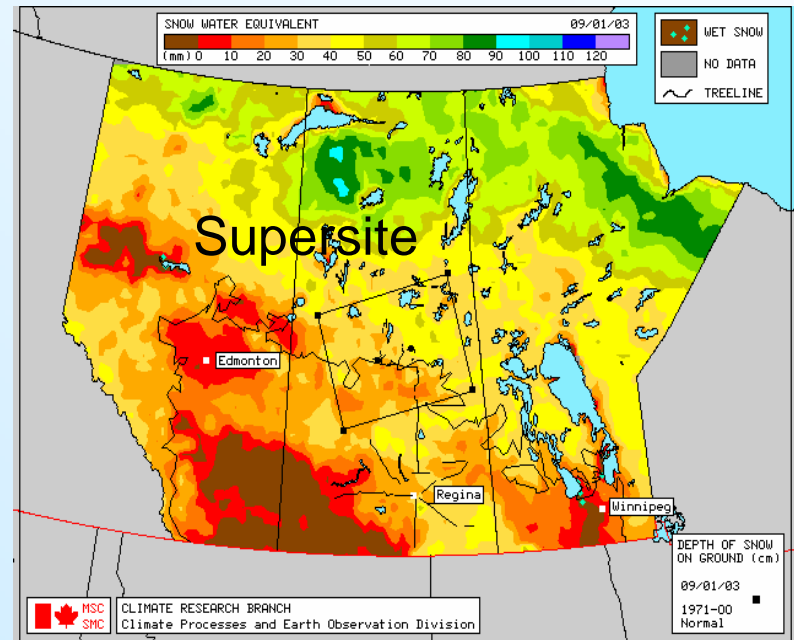 SNOW WATER EQUIVALENT 09/01/03
(mm) 0 10 20 30 40 50 60 70 80 90 100 110 120
WET SNOW
NO DATA
TREELINE
Supersite
Edmonton
Regina
Winnipeg
DEPTH OF SNOW
ON GROUND (cm)
09/01/03
1971-00
Normal
MSC
SMC
CLIMATE RESEARCH BRANCH
Climate Processes and Earth Observation Division